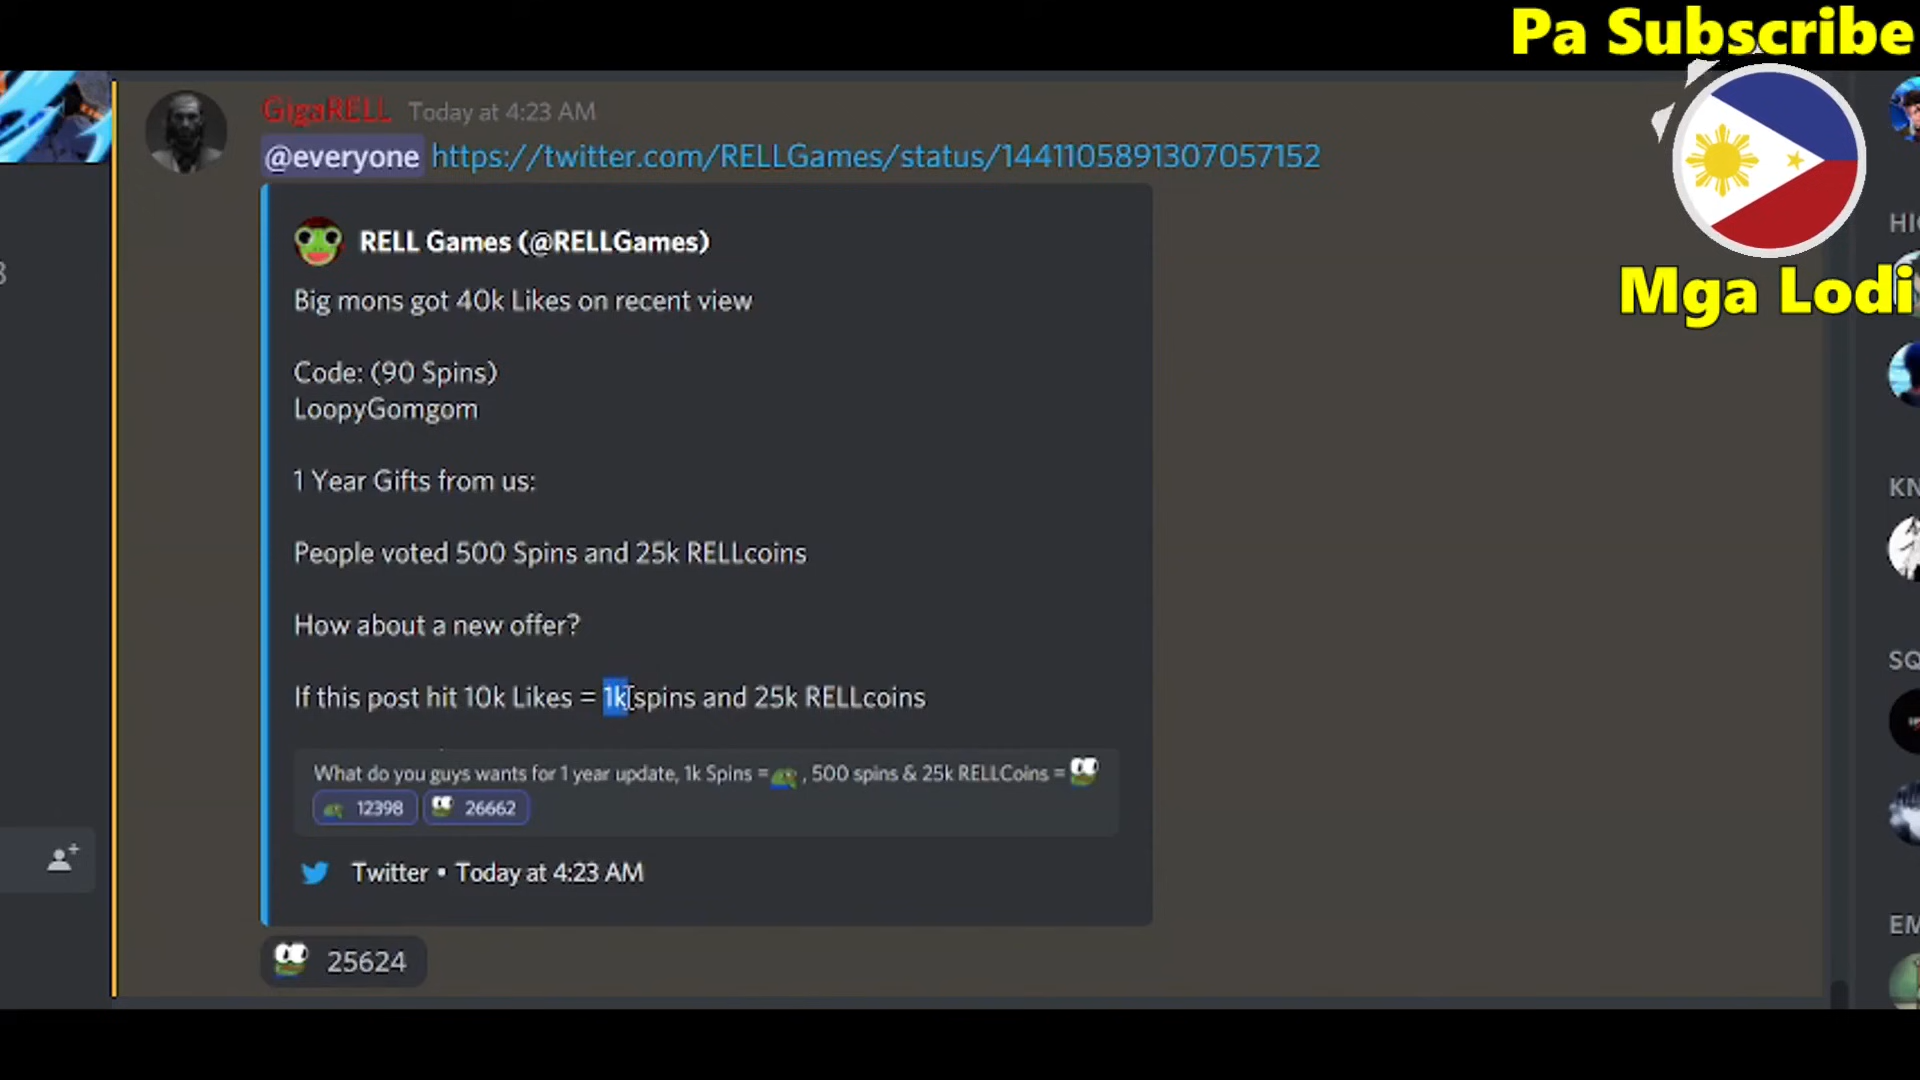 Pa Subscribe
Mga Lodi
GigaRELL Today at 4:23 AM
@everyone https://twitter.com/RELLGames/status/1441105891307057152
RELL Games (@RELLGames)
Big mons got 40k Likes on recent view
Code: (90 Spins)
LoopyGomgom
1 Year Gifts from us:
People voted 500 Spins and 25k RELLcoins
How about a new offer?
If this post hit 10k Likes = 1k spins and 25k RELLcoins
What do you guys wants for 1 year update, 1k Spins = , 500 spins & 25k RELLCoins =
12398 26662
Twitter • Today at 4:23 AM
25624
HI
KN
SQ
EM